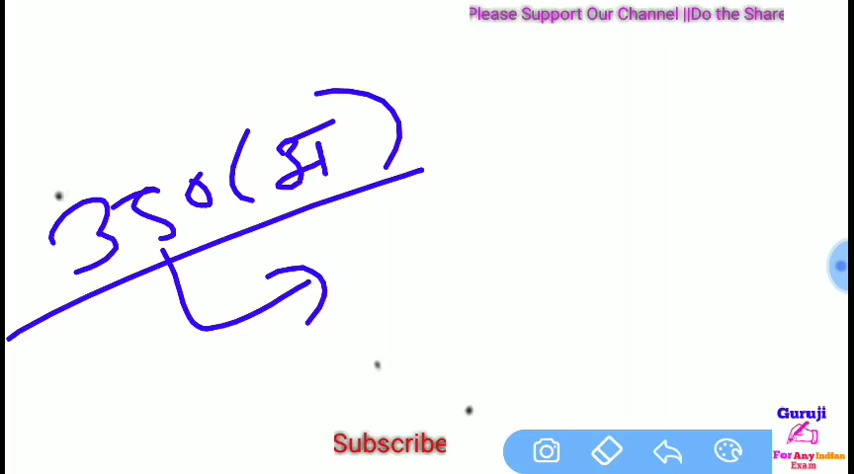 Please Support Our Channel ||Do the Share
350(
Subscribe
Guruji
For Any Indian
Exam